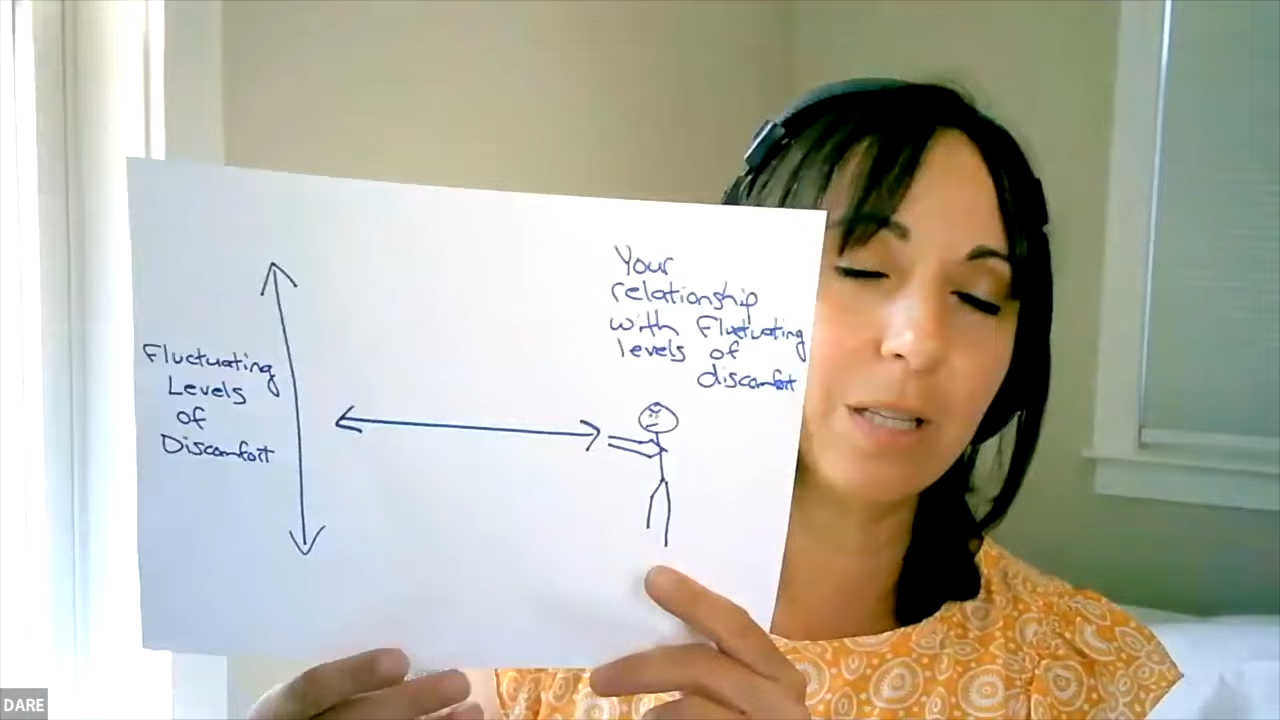 Fluctuating
Levels
of
Discomfort
Your
relationship
with Fluctuating
levels of
discomfort
DARE